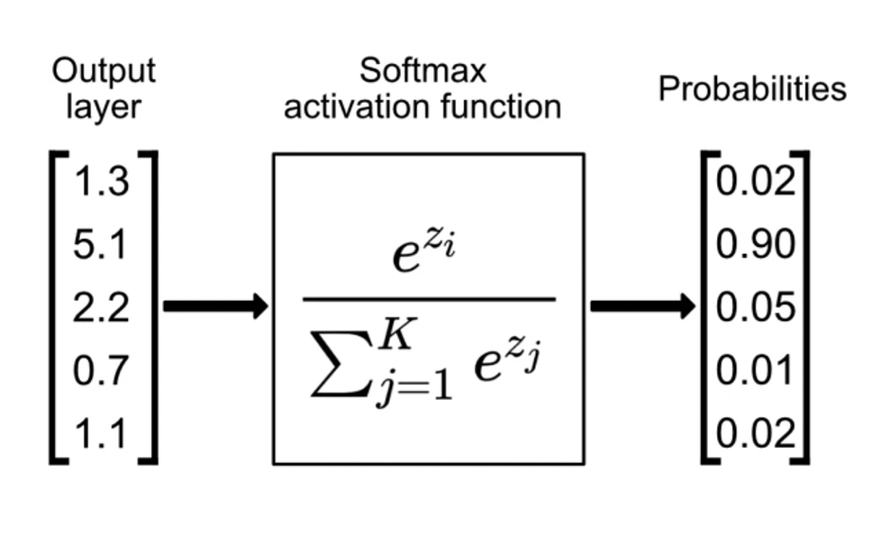 Output
layer
Softmax
activation function
Probabilities
1.3
5.1
2.2
0.7
1.1
e^{z_i}
∑_{j=1}^{K} e^{z_j}
0.02
0.90
0.05
0.01
0.02